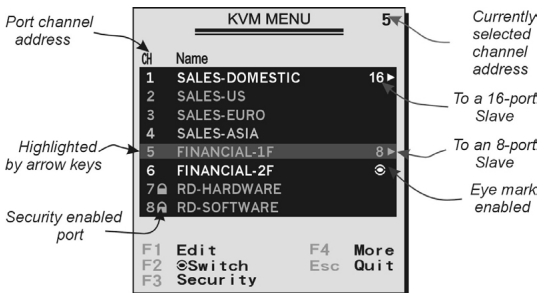 KVM MENU 5
CH Name
1 SALES-DOMESTIC 16
2 SALES-US
3 SALES-EURO
4 SALES-ASIA
5 FINANCIAL-1F 8
6 FINANCIAL-2F
7 RD-HARDWARE
8 RD-SOFTWARE
F1 Edit F4 More
F2 Switch Esc Quit
F3 Security
Port channel
address
Highlighted
by arrow keys
Security enabled
port
Currently
selected
channel
address
To a 16-port
Slave
To an 8-port
Slave
Eye mark
enabled